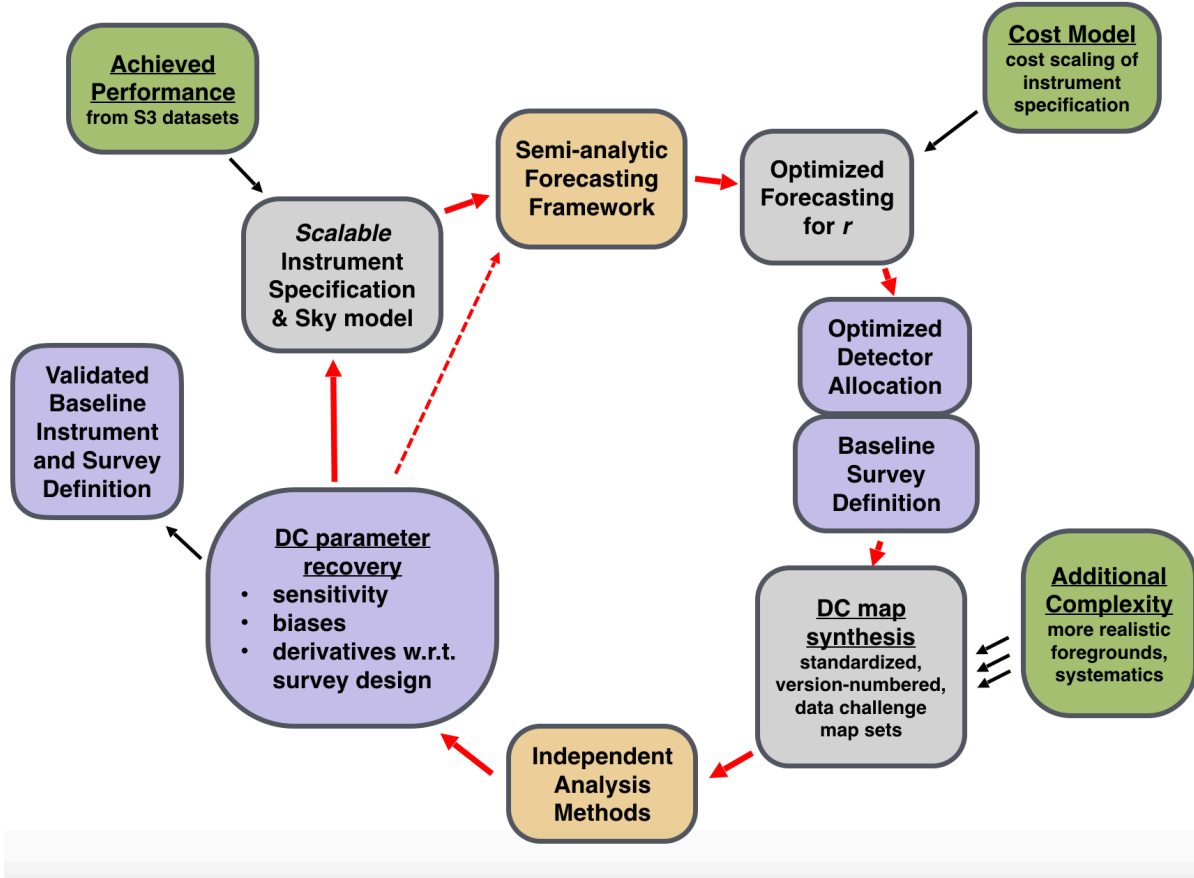 Achieved
Performance
from S3 datasets
Cost Model
cost scaling of
instrument
specification
Semi-analytic
Forecasting
Framework
Optimized
Forecasting
for r
Scalable
Instrument
Specification
& Sky model
Optimized
Detector
Allocation
Validated
Baseline
Instrument
and Survey
Definition
Baseline
Survey
Definition
DC parameter
recovery
• sensitivity
• biases
• derivatives w.r.t.
survey design
DC map
synthesis
standardized,
version-numbered,
data challenge
map sets
Additional
Complexity
more realistic
foregrounds,
systematics
Independent
Analysis
Methods